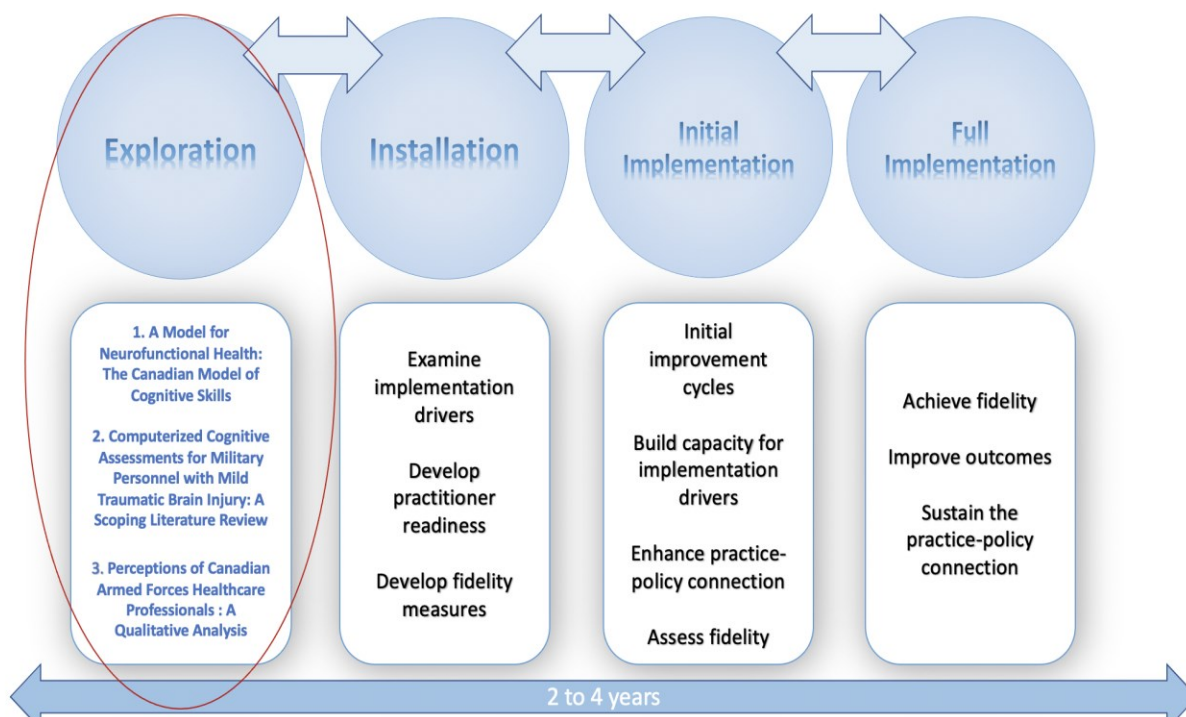 Exploration
Installation
Initial
Implementation
Full
Implementation
1. A Model for
Neurofunctional Health:
The Canadian Model of
Cognitive Skills
2. Computerized Cognitive
Assessments for Military
Personnel with Mild
Traumatic Brain Injury: A
Scoping Literature Review
3. Perceptions of Canadian
Armed Forces Healthcare
Professionals : A
Qualitative Analysis
Examine
implementation
drivers
Develop
practitioner
readiness
Develop fidelity
measures
Initial
improvement
cycles
Build capacity for
implementation
drivers
Enhance practice-
policy connection
Assess fidelity
Achieve fidelity
Improve outcomes
Sustain the
practice-policy
connection
2 to 4 years